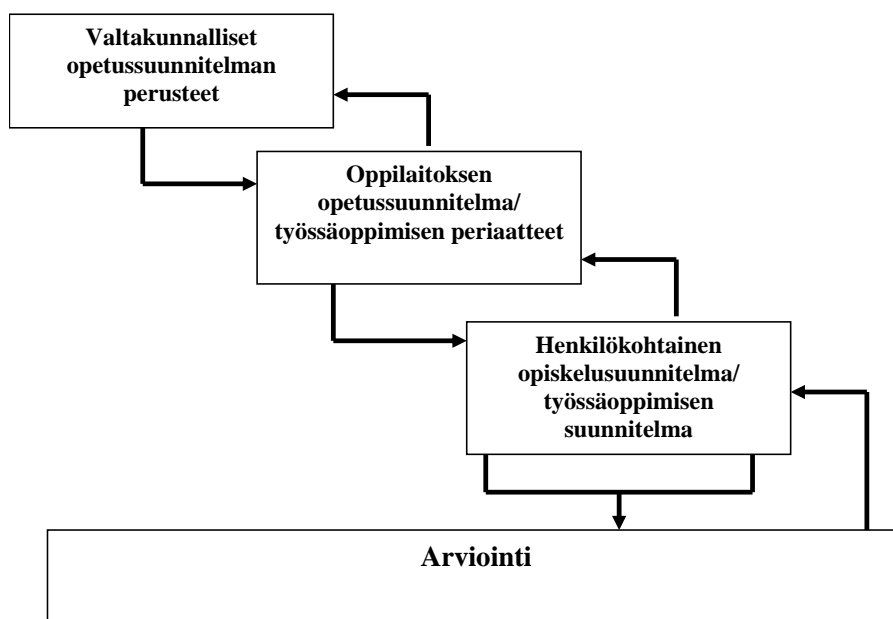 Valtakunnalliset
opetussuunnitelman
perusteet
Oppilaitoksen
opetussuunnitelma/
työssäoppimisen periaatteet
Henkilökohtainen
opiskelusuunnitelma/
työssäoppimisen
suunnitelma
Arviointi